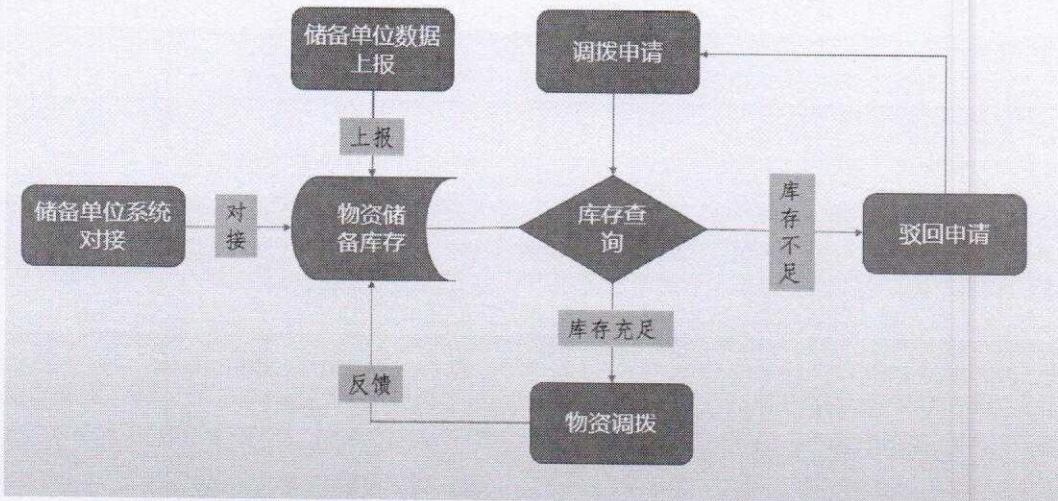 储备单位数据
上报
调拨申请
上报
储备单位系统
对接
对
接
物资储
备库存
库存查
询
库
存
不
足
驳回申请
库存充足
反馈
物资调拨